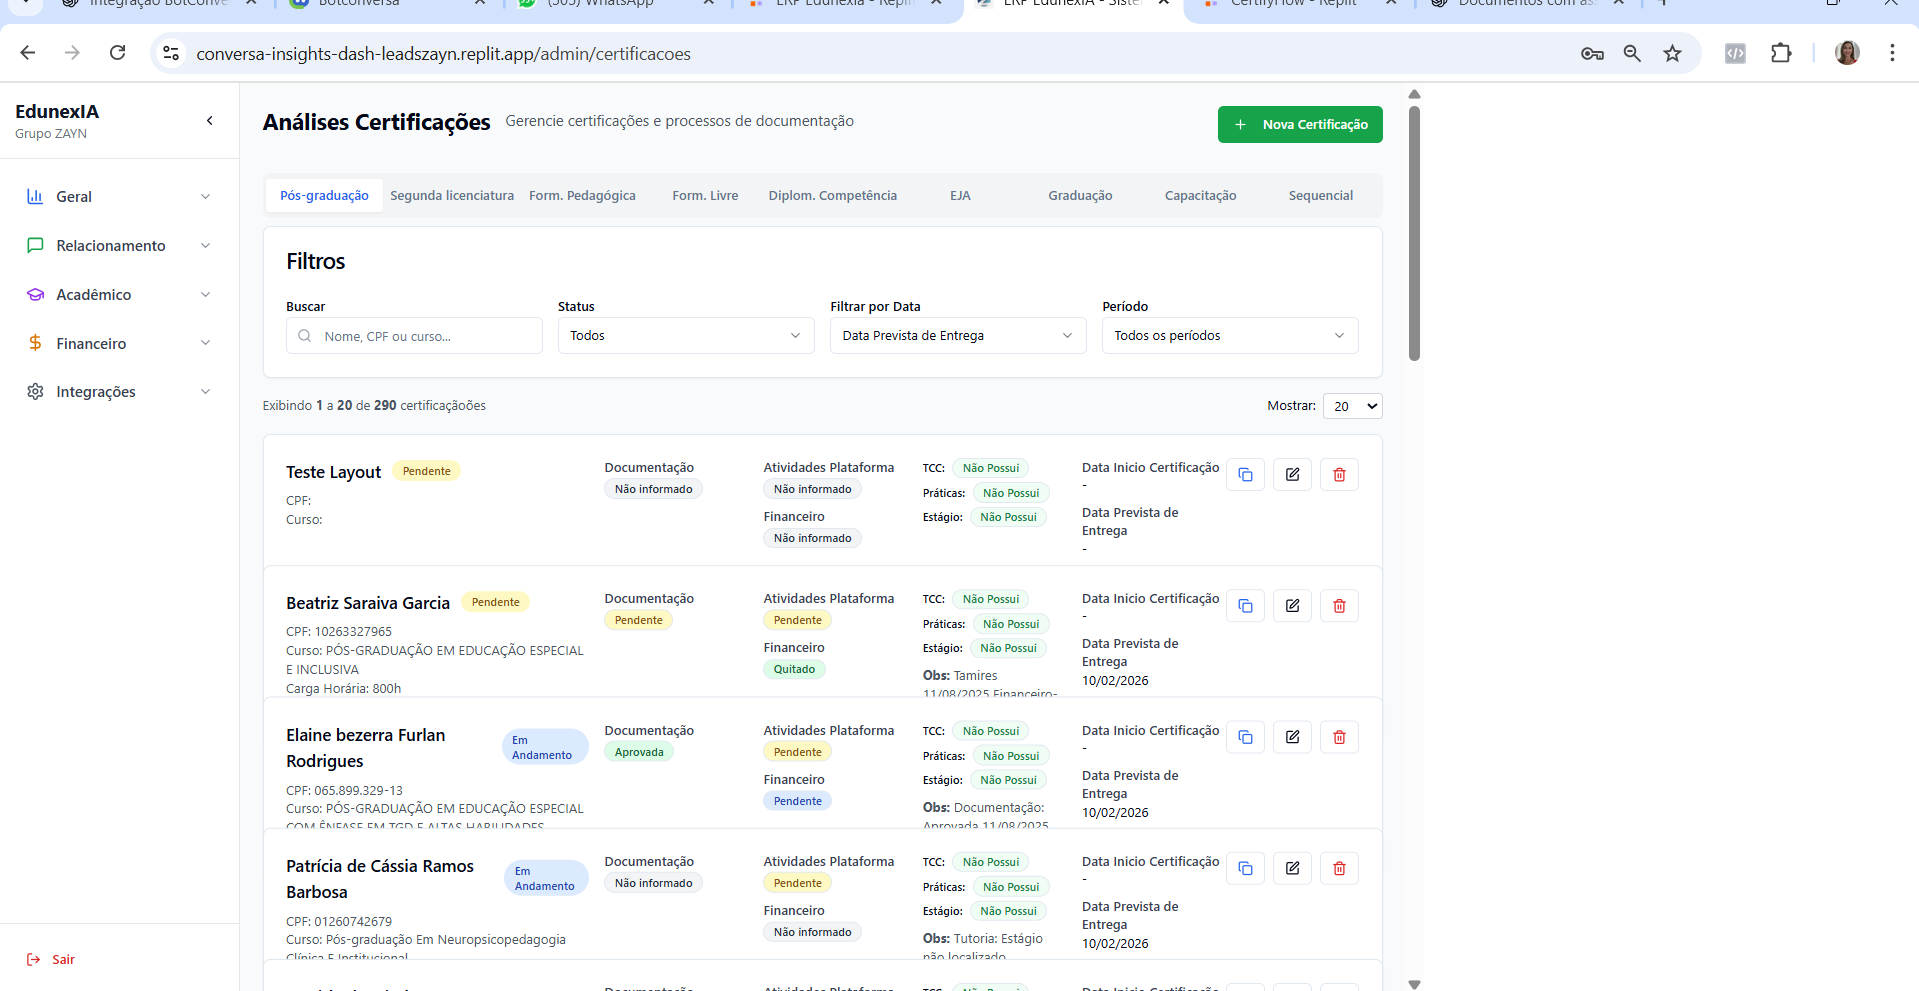 Integração BotConve
Botconversa
(505) WhatsApp
ERP EdunexIA - Replit
ERP EdunexIA - Siste
CertifyFlow - Replit
Documentos com as
conversa-insights-dash-leadszayn.replit.app/admin/certificacoes
EdunexIA
Grupo ZAYN
Geral
Relacionamento
Acadêmico
Financeiro
Integrações
Sair
Análises Certificações
Gerencie certificações e processos de documentação
+ Nova Certificação
Pós-graduação
Segunda licenciatura
Form. Pedagógica
Form. Livre
Diplom. Competência
EJA
Graduação
Capacitação
Sequencial
Filtros
Buscar
Nome, CPF ou curso...
Status
Todos
Filtrar por Data
Data Prevista de Entrega
Período
Todos os períodos
Exibindo 1 a 20 de 290 certificaçãoões
Mostrar: 20
Teste Layout Pendente
CPF:
Curso:
Documentação
Não informado
Atividades Plataforma
Não informado
Financeiro
Não informado
TCC: Não Possui
Práticas: Não Possui
Estágio: Não Possui
Data Inicio Certificação
-
Data Prevista de
Entrega
-
Beatriz Saraiva Garcia Pendente
CPF: 10263327965
Curso: PÓS-GRADUAÇÃO EM EDUCAÇÃO ESPECIAL
E INCLUSIVA
Carga Horária: 800h
Documentação
Pendente
Atividades Plataforma
Pendente
Financeiro
Quitado
TCC: Não Possui
Práticas: Não Possui
Estágio: Não Possui
Obs: Tamires
11/08/2025 Financeiro-
Data Inicio Certificação
-
Data Prevista de
Entrega
10/02/2026
Elaine bezerra Furlan
Rodrigues
Em
Andamento
CPF: 065.899.329-13
Curso: PÓS-GRADUAÇÃO EM EDUCAÇÃO ESPECIAL
COM ÊNFASE EM TGD E ALTAS HABILIDADES
Documentação
Aprovada
Atividades Plataforma
Pendente
Financeiro
Pendente
TCC: Não Possui
Práticas: Não Possui
Estágio: Não Possui
Obs: Documentação:
Aprovada 11/08/2025
Data Inicio Certificação
-
Data Prevista de
Entrega
10/02/2026
Patrícia de Cássia Ramos
Barbosa
Em
Andamento
CPF: 01260742679
Curso: Pós-graduação Em Neuropsicopedagogia
Clínica E Institucional
Documentação
Não informado
Atividades Plataforma
Pendente
Financeiro
Não informado
TCC: Não Possui
Práticas: Não Possui
Estágio: Não Possui
Obs: Tutoria: Estágio
não localizado
Data Inicio Certificação
-
Data Prevista de
Entrega
10/02/2026
Documentação
Atividades Plataforma
TCC: Não Possui
Data Inicio Certificação